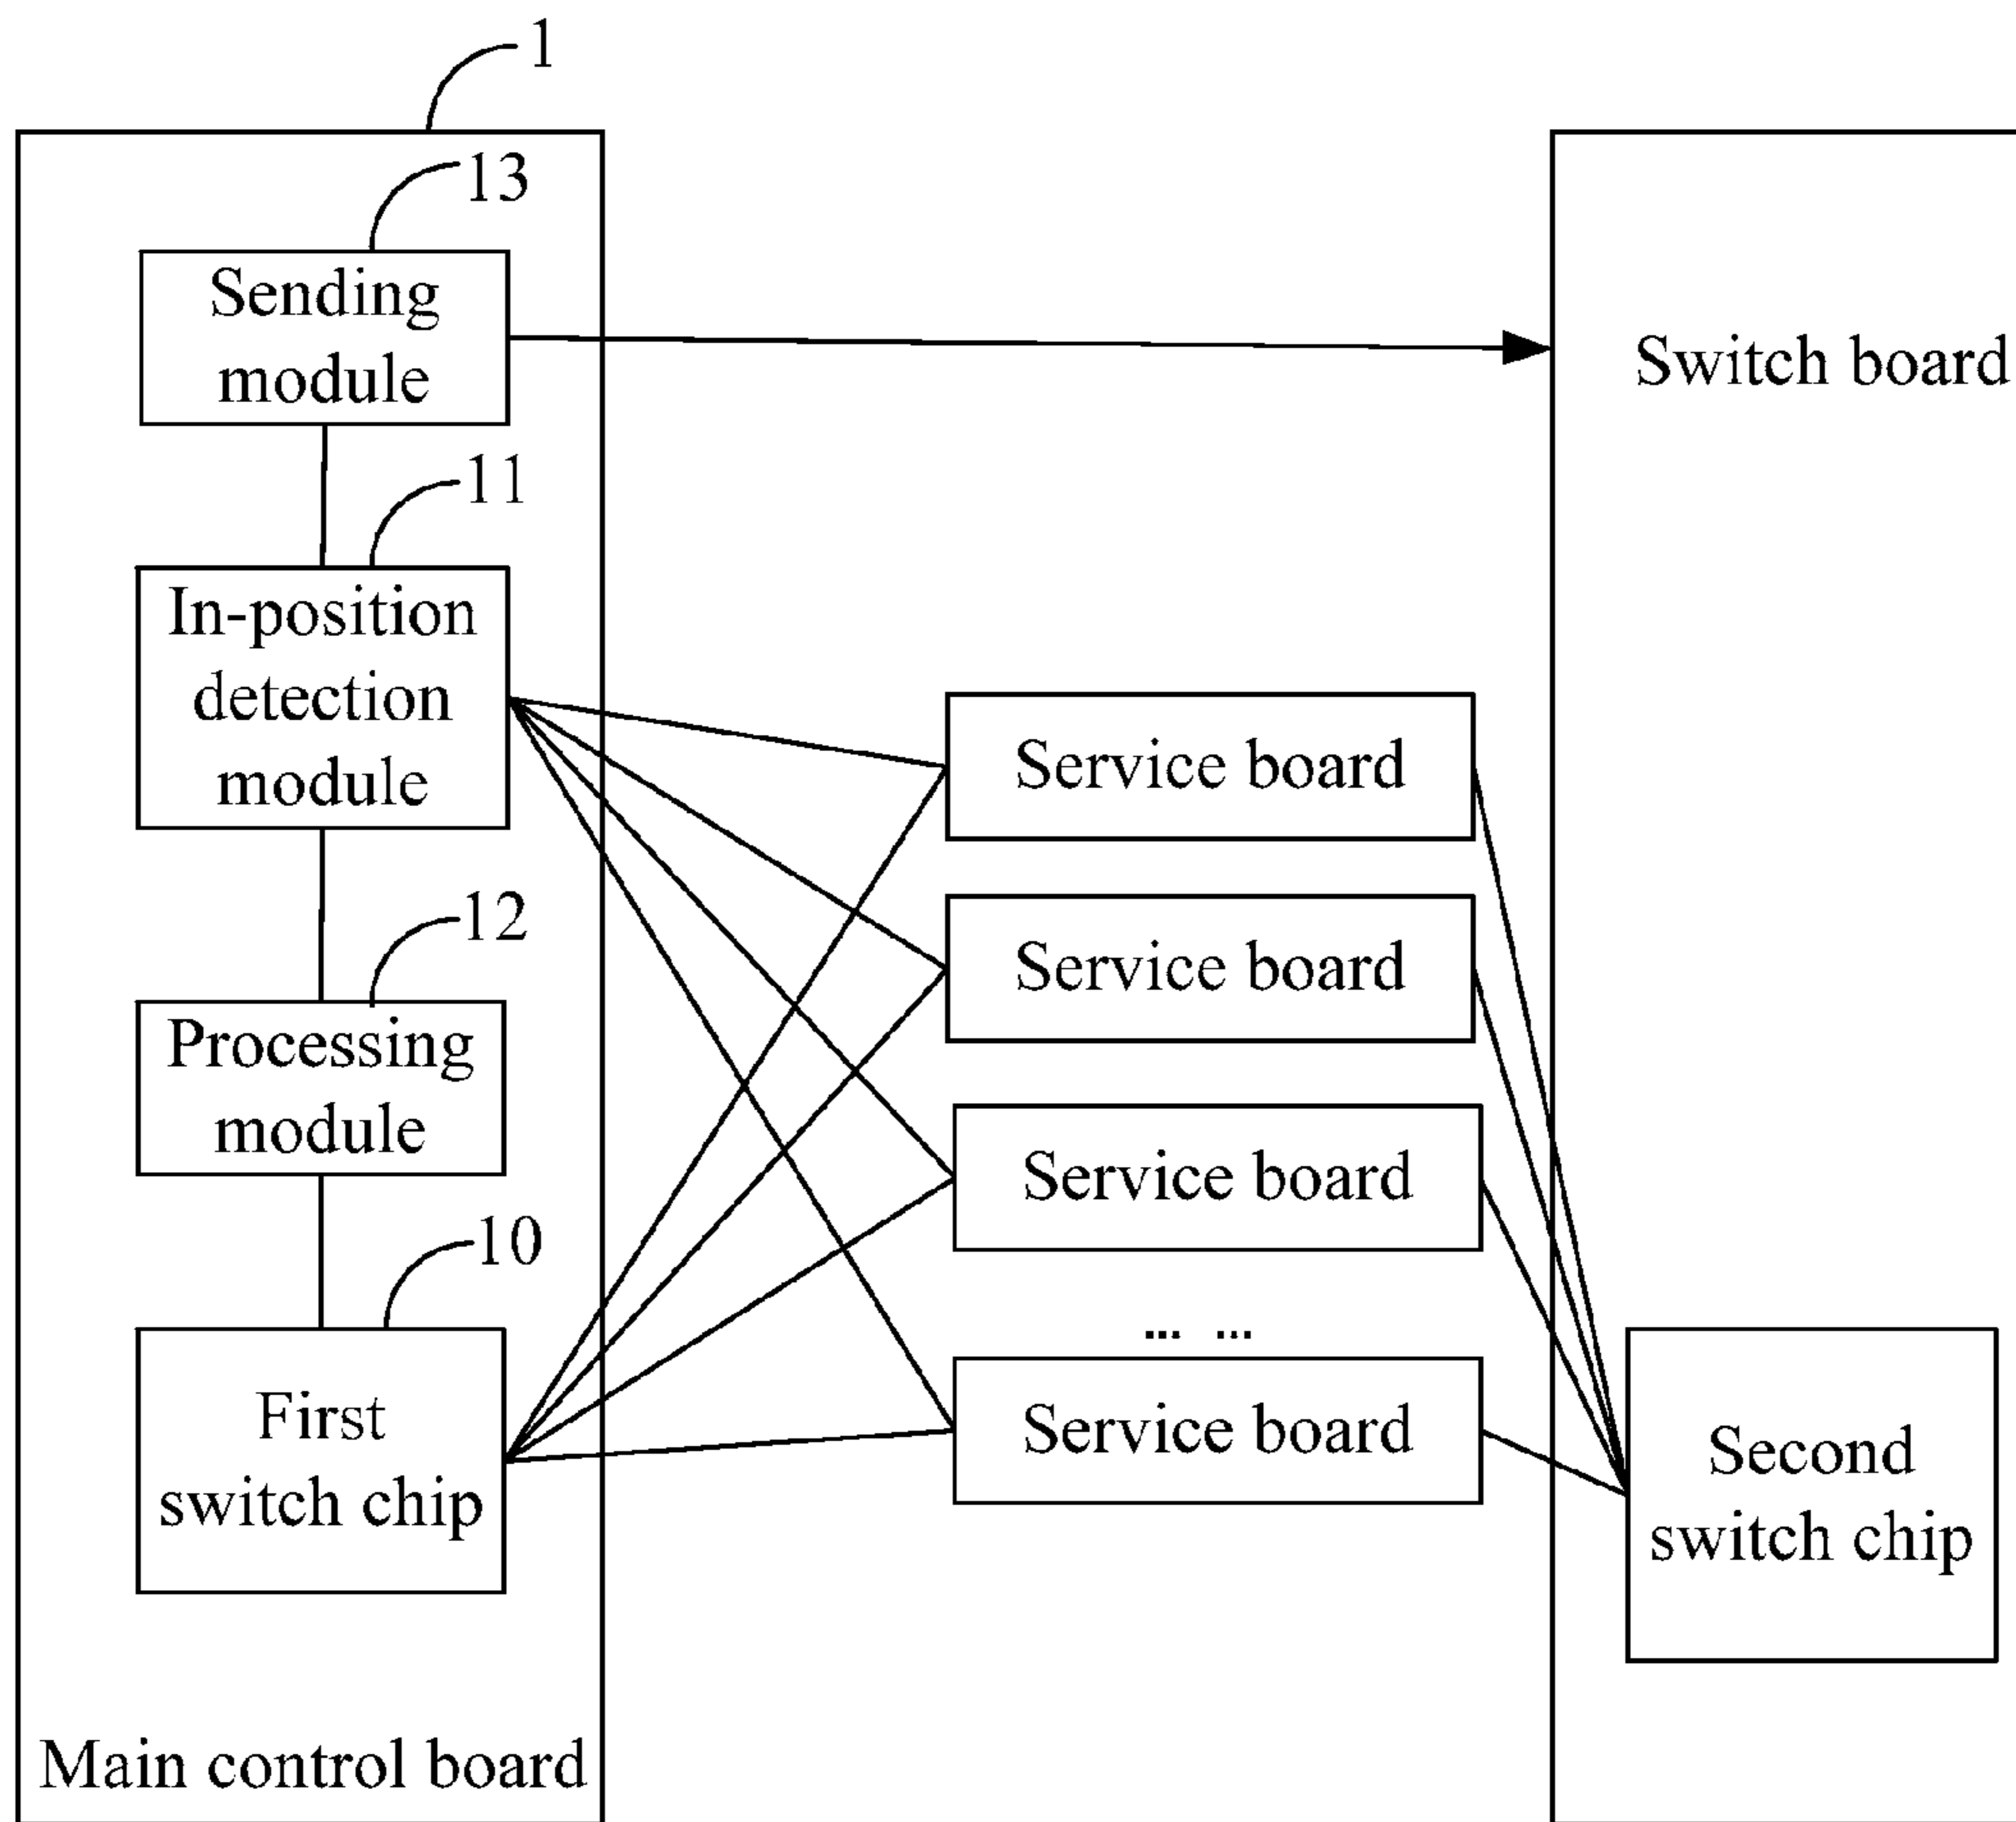 1
13
Sending
module
Switch board
11
In-position
detection
module
Service board
12
Service board
Processing
module
Service board
10
... ...
First
switch chip
Service board
Second
switch chip
Main control board